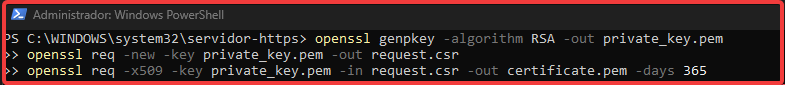 Administrador: Windows PowerShell
PS C:\WINDOWS\system32\servidor-https> openssl genpkey -algorithm RSA -out private_key.pem
>> openssl req -new -key private_key.pem -out request.csr
>> openssl req -x509 -key private_key.pem -in request.csr -out certificate.pem -days 365